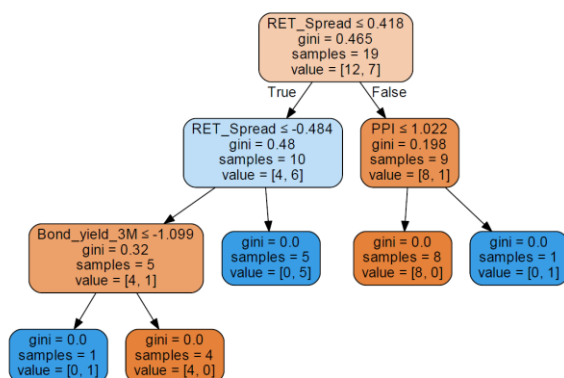 RET_Spread ≤ 0.418
gini = 0.465
samples = 19
value = [12, 7]
True
False
RET_Spread ≤ -0.484
gini = 0.48
samples = 10
value = [4, 6]
PPI ≤ 1.022
gini = 0.198
samples = 9
value = [8, 1]
Bond_yield_3M ≤ -1.099
gini = 0.32
samples = 5
value = [4, 1]
gini = 0.0
samples = 5
value = [0, 5]
gini = 0.0
samples = 8
value = [8, 0]
gini = 0.0
samples = 1
value = [0, 1]
gini = 0.0
samples = 1
value = [0, 1]
gini = 0.0
samples = 4
value = [4, 0]